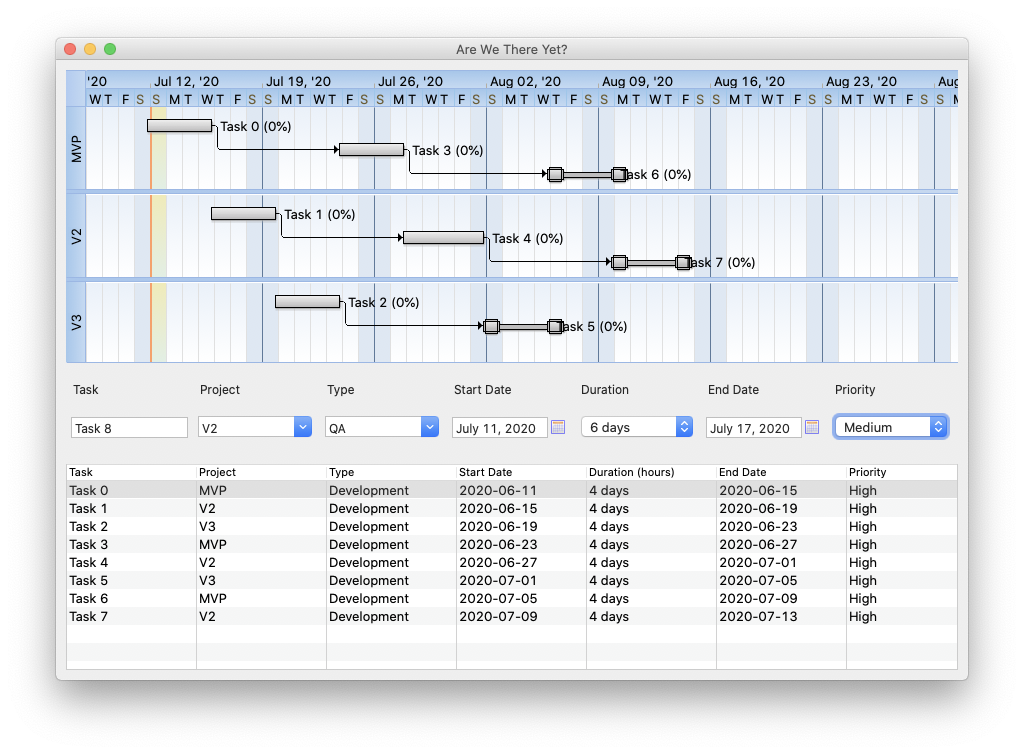 Are We There Yet?
'20 Jul 12, '20 Jul 19, '20 Jul 26, '20 Aug 02, '20 Aug 09, '20 Aug 16, '20 Aug 23, '20
W T F S S M T W T F S S M T W T F S S M T W T F S S M T W T F S S M T W T F S S M T W T F S S M T W T F S S
MVP
Task 0 (0%)
Task 3 (0%)
Task 6 (0%)
V2
Task 1 (0%)
Task 4 (0%)
Task 7 (0%)
V3
Task 2 (0%)
Task 5 (0%)
Task Project Type Start Date Duration End Date Priority
Task 8 V2 QA July 11, 2020 6 days July 17, 2020 Medium
Task Project Type Start Date Duration (hours) End Date Priority
Task 0 MVP Development 2020-06-11 4 days 2020-06-15 High
Task 1 V2 Development 2020-06-15 4 days 2020-06-19 High
Task 2 V3 Development 2020-06-19 4 days 2020-06-23 High
Task 3 MVP Development 2020-06-23 4 days 2020-06-27 High
Task 4 V2 Development 2020-06-27 4 days 2020-07-01 High
Task 5 V3 Development 2020-07-01 4 days 2020-07-05 High
Task 6 MVP Development 2020-07-05 4 days 2020-07-09 High
Task 7 V2 Development 2020-07-09 4 days 2020-07-13 High